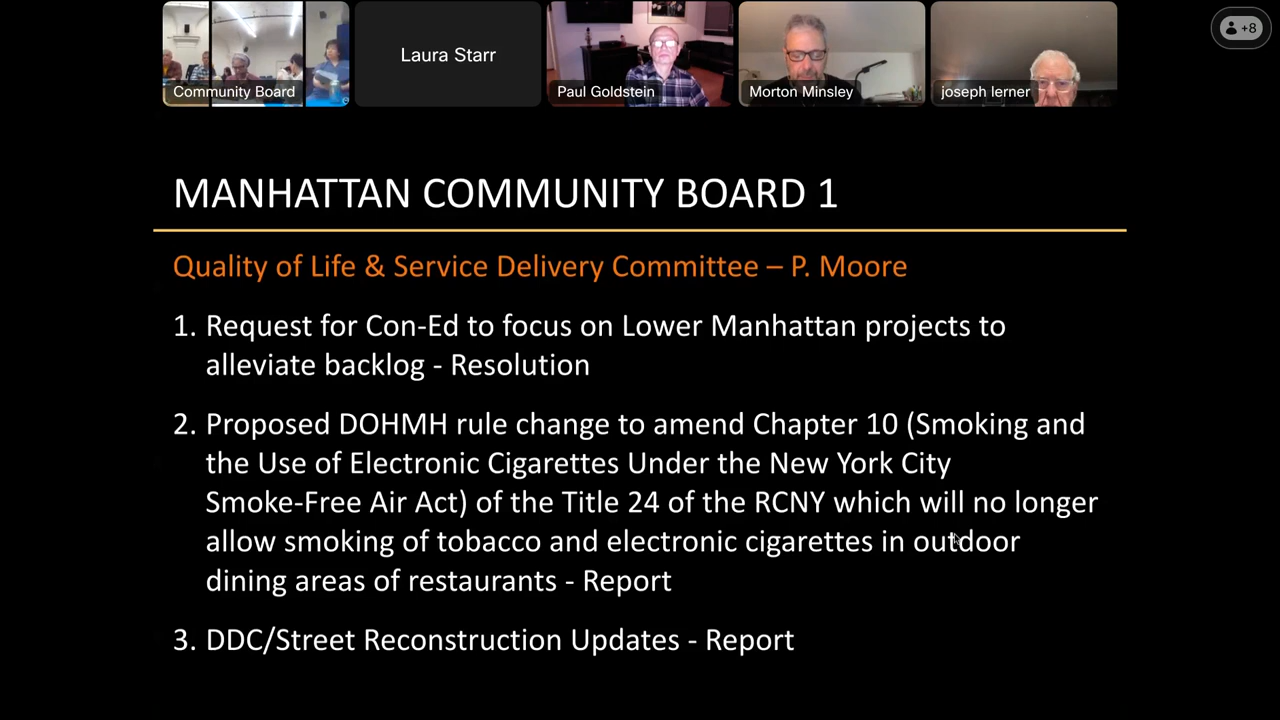 Community Board
Laura Starr
Paul Goldstein
Morton Minsley
joseph lerner
+8
MANHATTAN COMMUNITY BOARD 1
Quality of Life & Service Delivery Committee – P. Moore
1. Request for Con-Ed to focus on Lower Manhattan projects to
alleviate backlog - Resolution
2. Proposed DOHMH rule change to amend Chapter 10 (Smoking and
the Use of Electronic Cigarettes Under the New York City
Smoke-Free Air Act) of the Title 24 of the RCNY which will no longer
allow smoking of tobacco and electronic cigarettes in outdoor
dining areas of restaurants - Report
3. DDC/Street Reconstruction Updates - Report